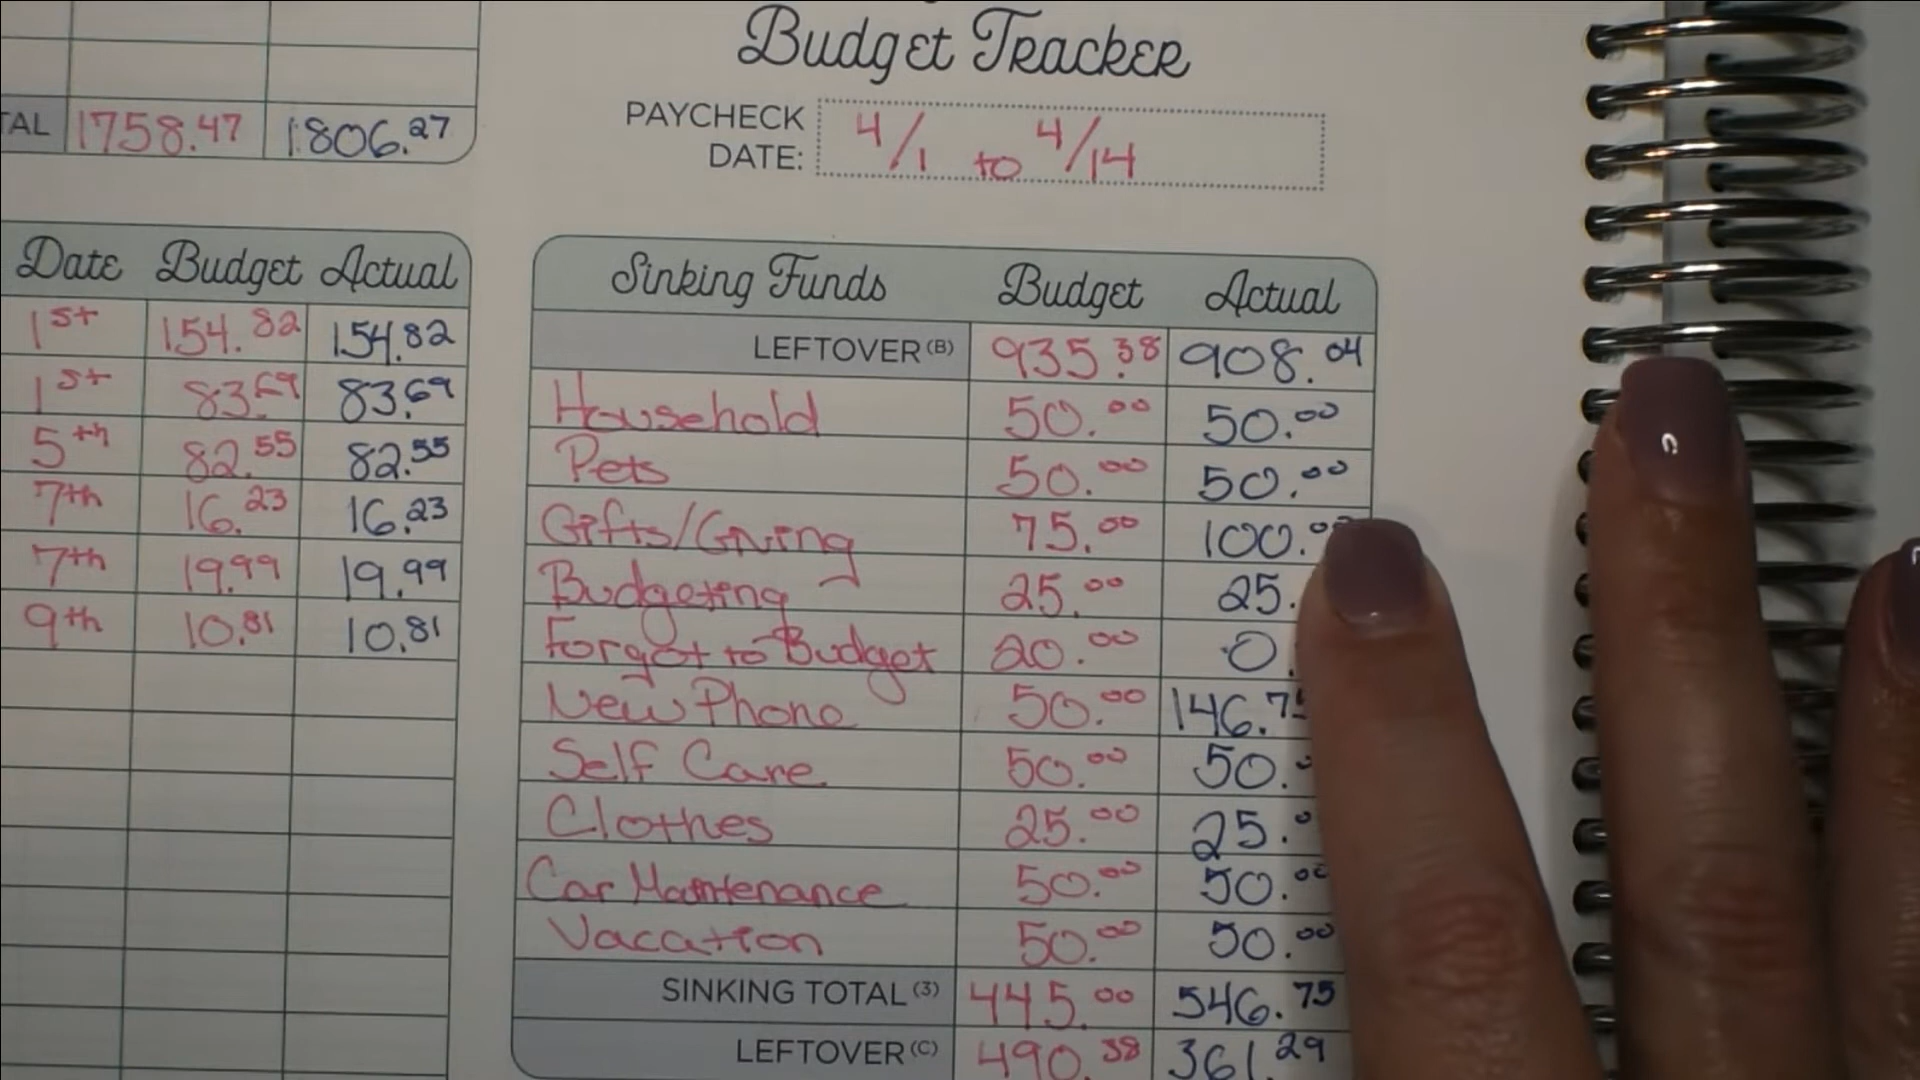 Budget Tracker
TAL 1758.47 1806.27
PAYCHECK DATE: 4/1 to 4/14
Date Budget Actual
1st 154.82 154.82
1st 83.69 83.69
5th 82.55 82.55
7th 16.23 16.23
7th 19.99 19.99
9th 10.81 10.81
Sinking Funds Budget Actual
LEFTOVER (B) 935.38 908.04
Household 50.00 50.00
Pets 50.00 50.00
Gifts/Giving 75.00 100.0
Budgeting 25.00 25.
Forgot to Budget 20.00 0.
New Phone 50.00 146.7
Self Care 50.00 50.
Clothes 25.00 25.0
Car Maintenance 50.00 50.00
Vacation 50.00 50.00
SINKING TOTAL (3) 445.00 546.75
LEFTOVER (C) 490.38 361.29